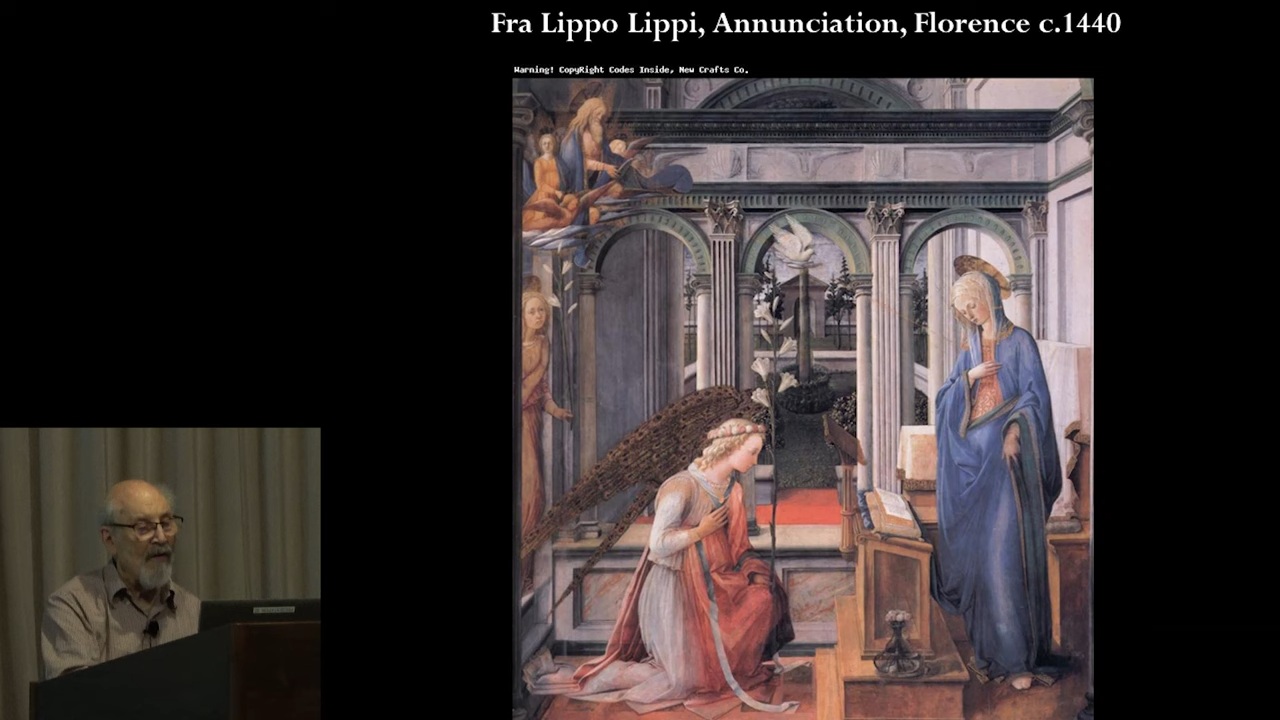 Fra Lippo Lippi, Annunciation, Florence c.1440
Warning! CopyRight Codes Inside, New Crafts Co.